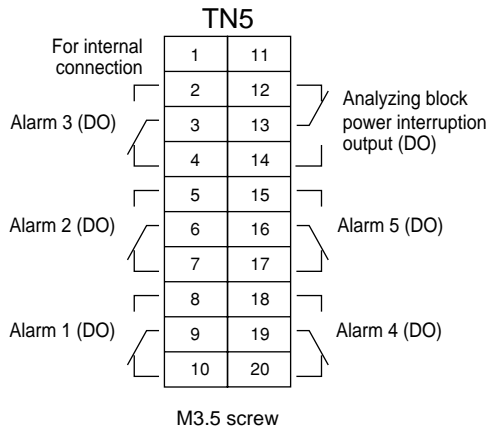 TN5
For internal
connection
1 11
2 12
Alarm 3 (DO)
3 13
4 14
Analyzing block
power interruption
output (DO)
5 15
Alarm 2 (DO)
6 16
Alarm 5 (DO)
7 17
8 18
Alarm 1 (DO)
9 19
Alarm 4 (DO)
10 20
M3.5 screw